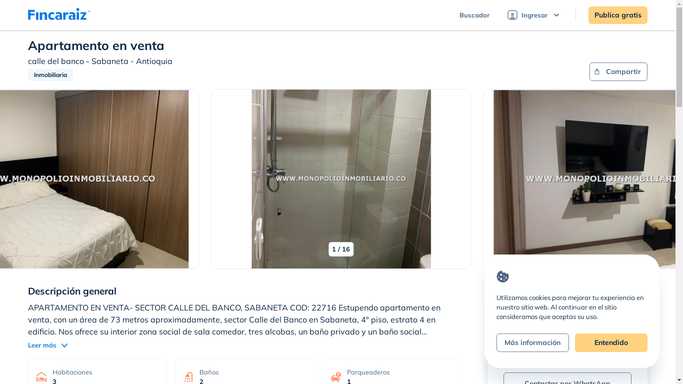 Fincaraiz
Buscador
Ingresar
Publica gratis
Apartamento en venta
calle del banco - Sabaneta - Antioquia
Inmobiliaria
Compartir
WWW.MONOPOLIOINMOBILIARIO.CO
WWW.MONOPOLIOINMOBILIARIO.CO
WWW.MONOPOLIOINMOBILIARIO
1 / 16
Descripción general
APARTAMENTO EN VENTA- SECTOR CALLE DEL BANCO, SABANETA COD: 22716 Estupendo apartamento en
venta, con un área de 73 metros aproximadamente, sector Calle del Banco en Sabaneta, 4° piso, estrato 4 en
edificio. Nos ofrece su interior zona social de sala comedor, tres alcobas, un baño privado y un baño social...
Leer más
Habitaciones
3
Baños
2
Parqueaderos
1
Utilizamos cookies para mejorar tu experiencia en
nuestro sitio web. Al continuar en el sitio
consideramos que aceptas su uso.
Más información
Entendido
Contactar por WhatsApp